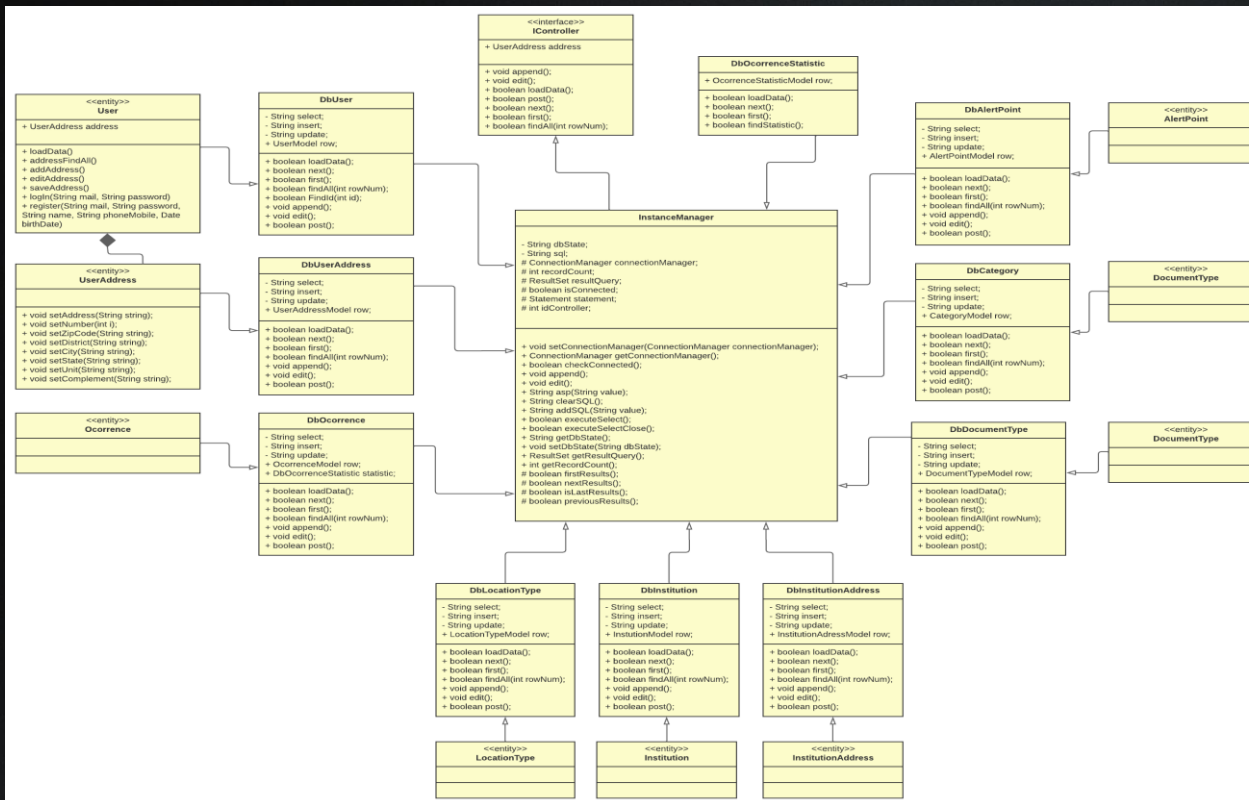 <<interface>>
IController
+ UserAddress address
+ void append();
+ void edit();
+ boolean loadData();
+ boolean post();
+ boolean next();
+ boolean first();
+ boolean findAll(int rowNum);
DbOcorrenceStatistic
+ OcorrenceStatisticModel row;
+ boolean loadData();
+ boolean next();
+ boolean first();
+ boolean findStatistic();
<<entity>>
User
+ UserAddress address
+ loadData()
+ addressFindAll()
+ addAddress()
+ editAddress()
+ saveAddress()
+ logIn(String mail, String password)
+ register(String mail, String password,
String name, String phoneMobile, Date
birthDate)
DbUser
- String select;
- String insert;
- String update;
+ UserModel row;
+ boolean loadData();
+ boolean next();
+ boolean first();
+ boolean findAll(int rowNum);
+ boolean FindId(int id);
+ void append();
+ void edit();
+ boolean post();
DbAlertPoint
- String select;
- String insert;
- String update;
+ AlertPointModel row;
+ boolean loadData();
+ boolean next();
+ boolean first();
+ boolean findAll(int rowNum);
+ void append();
+ void edit();
+ boolean post();
<<entity>>
AlertPoint
InstanceManager
- String dbState;
- String sql;
# ConnectionManager connectionManager;
# int recordCount;
# ResultSet resultQuery;
# boolean isConnected;
# Statement statement;
# int idController;
+ void setConnectionManager(ConnectionManager connectionManager);
+ ConnectionManager getConnectionManager();
+ boolean checkConnected();
+ void append();
+ void edit();
+ String asp(String value);
+ String clearSQL();
+ String addSQL(String value);
+ boolean executeSelect();
+ boolean executeSelectClose();
+ String getDbState();
+ void setDbState(String dbState);
+ ResultSet getResultQuery();
+ int getRecordCount();
# boolean firstResults();
# boolean nextResults();
# boolean isLastResults();
# boolean previousResults();
<<entity>>
UserAddress
+ void setAddress(String string);
+ void setNumber(int i);
+ void setZipCode(String string);
+ void setDistrict(String string);
+ void setCity(String string);
+ void setState(String string);
+ void setUnit(String string);
+ void setComplement(String string);
DbUserAddress
- String select;
- String insert;
- String update;
+ UserAddressModel row;
+ boolean loadData();
+ boolean next();
+ boolean first();
+ boolean findAll(int rowNum);
+ void append();
+ void edit();
+ boolean post();
DbCategory
- String select;
- String insert;
- String update;
+ CategoryModel row;
+ boolean loadData();
+ boolean next();
+ boolean first();
+ boolean findAll(int rowNum);
+ void append();
+ void edit();
+ boolean post();
<<entity>>
DocumentType
<<entity>>
Ocorrence
DbOcorrence
- String select;
- String insert;
- String update;
+ OcorrenceModel row;
+ DbOcorrenceStatistic statistic;
+ boolean loadData();
+ boolean next();
+ boolean first();
+ boolean findAll(int rowNum);
+ void append();
+ void edit();
+ boolean post();
DbDocumentType
- String select;
- String insert;
- String update;
+ DocumentTypeModel row;
+ boolean loadData();
+ boolean next();
+ boolean first();
+ boolean findAll(int rowNum);
+ void append();
+ void edit();
+ boolean post();
<<entity>>
DocumentType
DbLocationType
- String select;
- String insert;
- String update;
+ LocationTypeModel row;
+ boolean loadData();
+ boolean next();
+ boolean first();
+ boolean findAll(int rowNum);
+ void append();
+ void edit();
+ boolean post();
DbInstitution
- String select;
- String insert;
- String update;
+ InstutionModel row;
+ boolean loadData();
+ boolean next();
+ boolean first();
+ boolean findAll(int rowNum);
+ void append();
+ void edit();
+ boolean post();
DbInstitutionAddress
- String select;
- String insert;
- String update;
+ InstitutionAdressModel row;
+ boolean loadData();
+ boolean next();
+ boolean first();
+ boolean findAll(int rowNum);
+ void append();
+ void edit();
+ boolean post();
<<entity>>
LocationType
<<entity>>
Institution
<<entity>>
InstitutionAddress